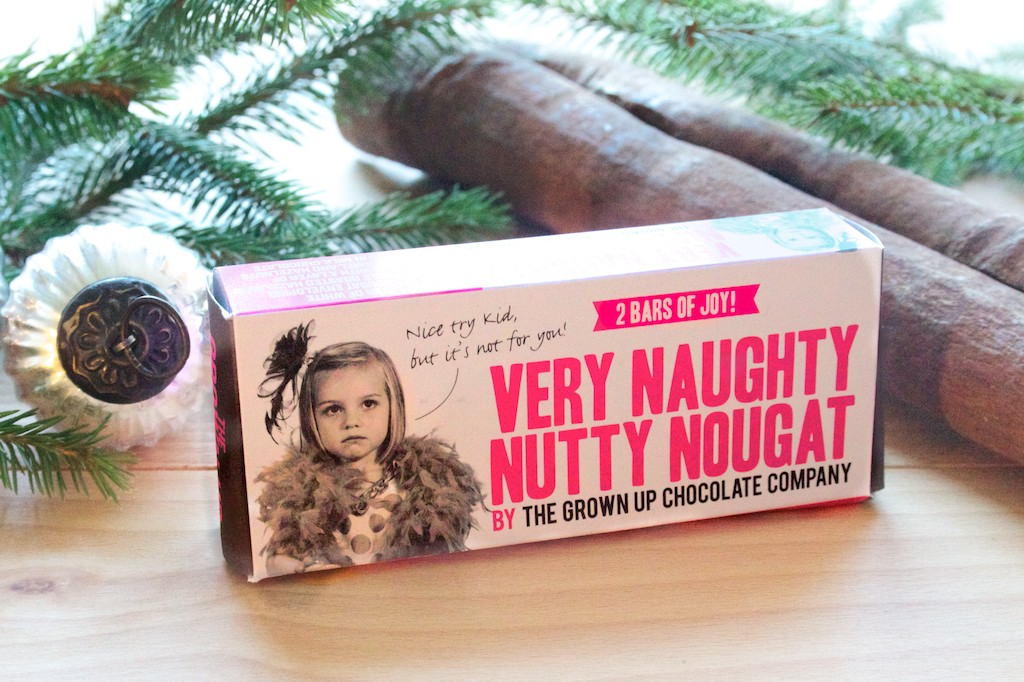 Nice try kid,
but it's not for you!
2 BARS OF JOY!
VERY NAUGHTY
NUTTY NOUGAT
BY THE GROWN UP CHOCOLATE COMPANY